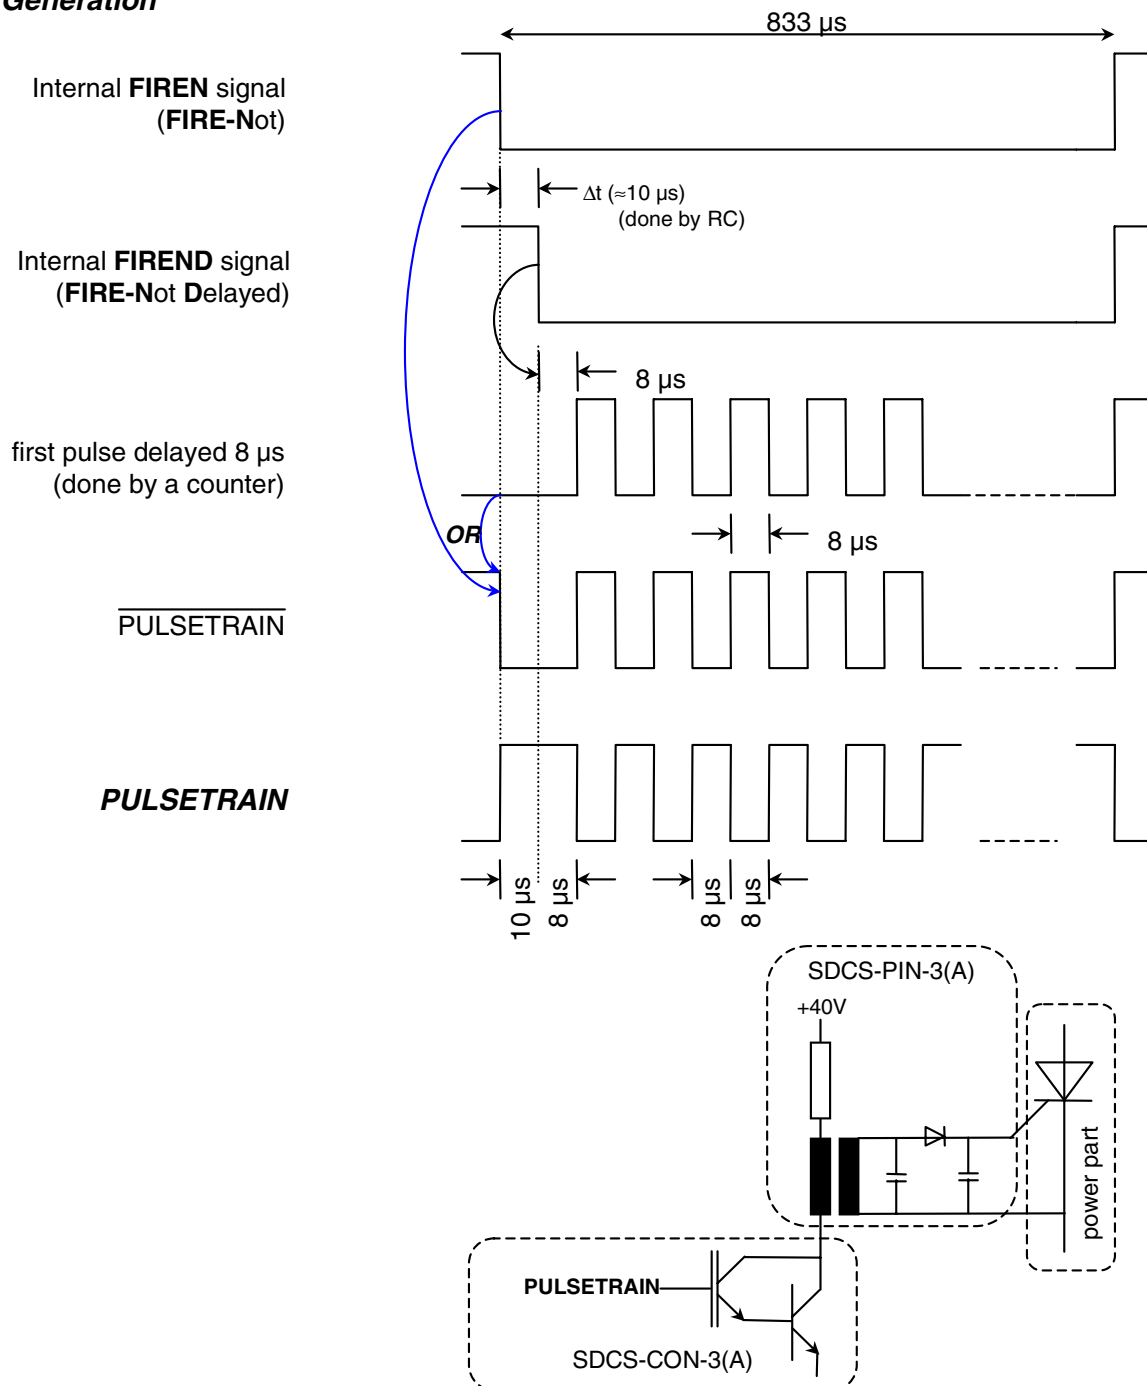 Generation
833 µs
Internal FIREN signal
(FIRE-Not)
Δt (≈10 µs)
(done by RC)
Internal FIREND signal
(FIRE-Not Delayed)
8 µs
first pulse delayed 8 µs
(done by a counter)
OR
8 µs
PULSETRAIN
PULSETRAIN
10 µs
8 µs
8 µs
8 µs
SDCS-PIN-3(A)
+40V
power part
PULSETRAIN
SDCS-CON-3(A)